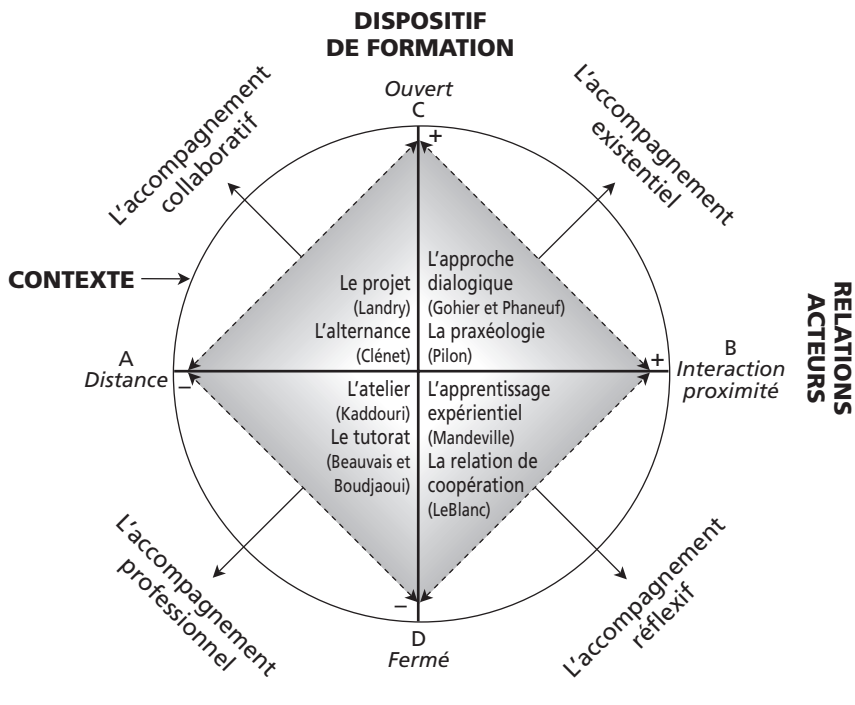 DISPOSITIF
DE FORMATION
Ouvert
C
+
L'accompagnement
collaboratif
L'accompagnement
existentiel
CONTEXTE
Le projet
(Landry)
L'alternance
(Clénet)
L'approche
dialogique
(Gohier et Phaneuf)
La praxéologie
(Pilon)
A
Distance
–
+
B
Interaction
proximité
RELATIONS
ACTEURS
L'atelier
(Kaddouri)
Le tutorat
(Beauvais et
Boudjaoui)
L'apprentissage
expérientiel
(Mandeville)
La relation de
coopération
(LeBlanc)
L'accompagnement
professionnel
L'accompagnement
réflexif
–
D
Fermé